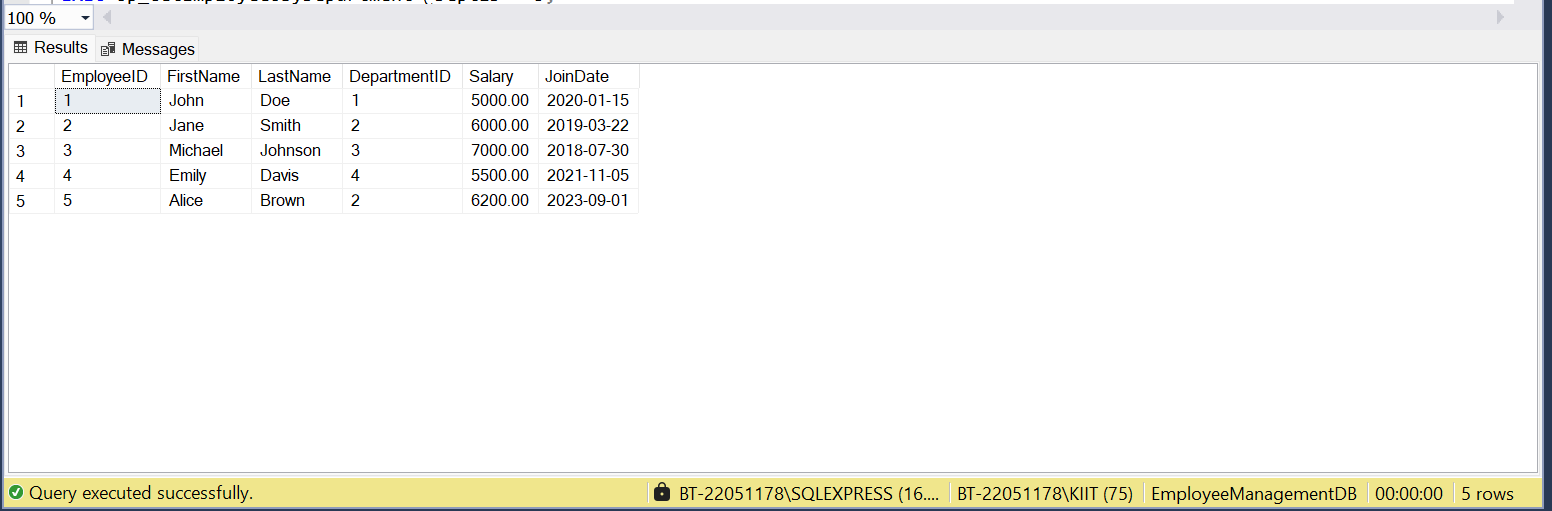 100 %
Results Messages
EmployeeID FirstName LastName DepartmentID Salary JoinDate
1 1 John Doe 1 5000.00 2020-01-15
2 2 Jane Smith 2 6000.00 2019-03-22
3 3 Michael Johnson 3 7000.00 2018-07-30
4 4 Emily Davis 4 5500.00 2021-11-05
5 5 Alice Brown 2 6200.00 2023-09-01
Query executed successfully. BT-22051178\SQLEXPRESS (16.... BT-22051178\KIIT (75) EmployeeManagementDB 00:00:00 5 rows